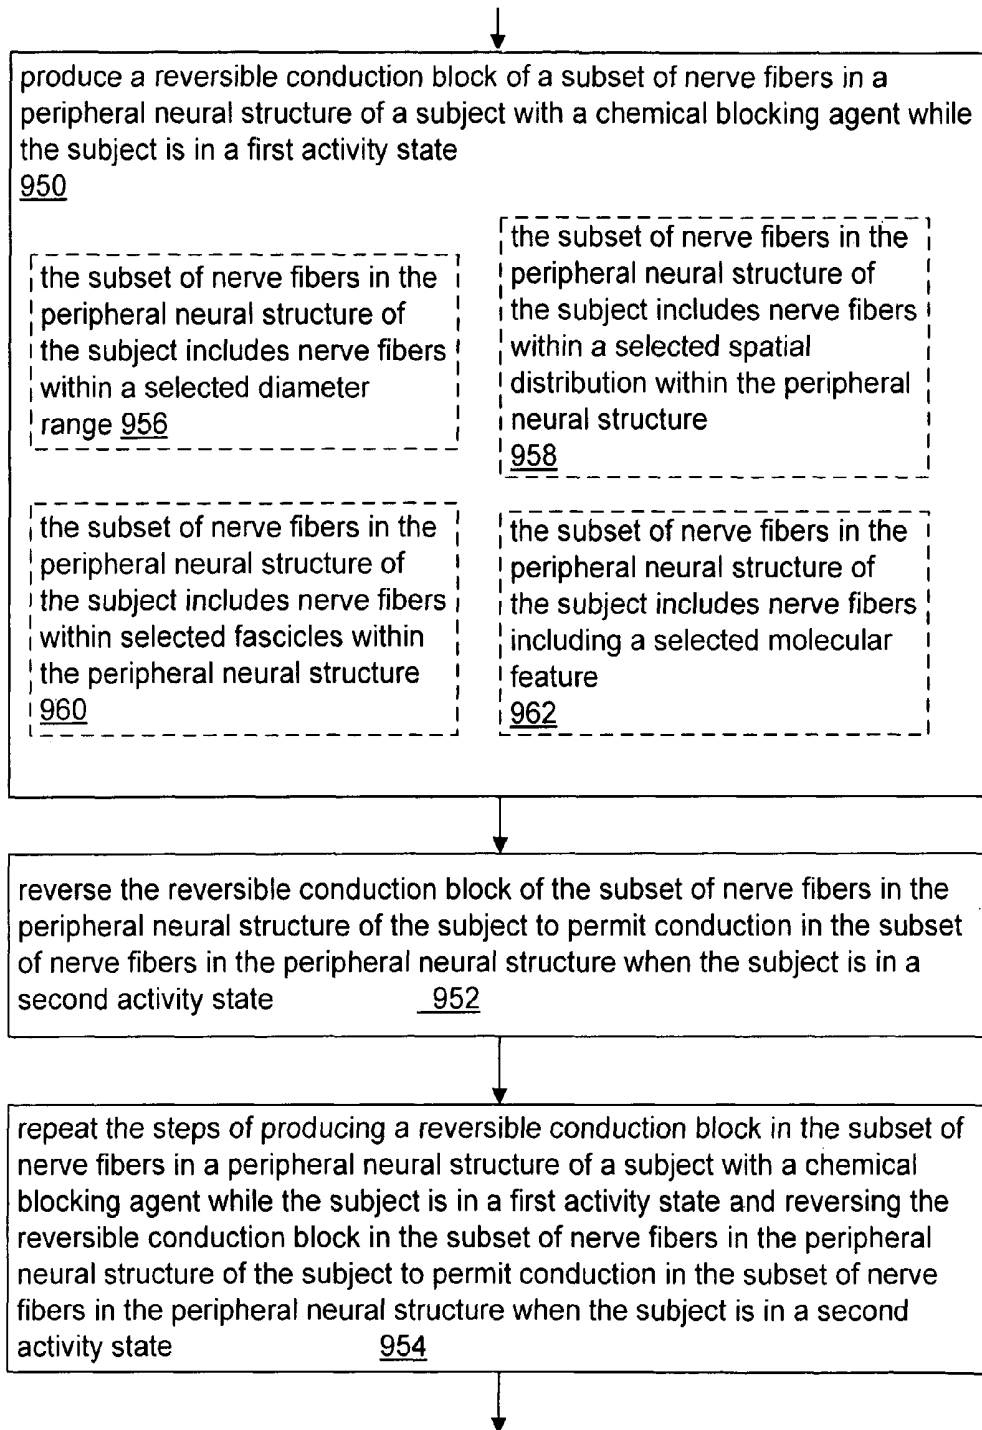 produce a reversible conduction block of a subset of nerve fibers in a
peripheral neural structure of a subject with a chemical blocking agent while
the subject is in a first activity state
950
the subset of nerve fibers in the
peripheral neural structure of
the subject includes nerve fibers
within a selected diameter
range 956
the subset of nerve fibers in the
peripheral neural structure of
the subject includes nerve fibers
within a selected spatial
distribution within the peripheral
neural structure
958
the subset of nerve fibers in the
peripheral neural structure of
the subject includes nerve fibers
within selected fascicles within
the peripheral neural structure
960
the subset of nerve fibers in the
peripheral neural structure of
the subject includes nerve fibers
including a selected molecular
feature
962
reverse the reversible conduction block of the subset of nerve fibers in the
peripheral neural structure of the subject to permit conduction in the subset
of nerve fibers in the peripheral neural structure when the subject is in a
second activity state 952
repeat the steps of producing a reversible conduction block in the subset of
nerve fibers in a peripheral neural structure of a subject with a chemical
blocking agent while the subject is in a first activity state and reversing the
reversible conduction block in the subset of nerve fibers in the peripheral
neural structure of the subject to permit conduction in the subset of nerve
fibers in the peripheral neural structure when the subject is in a second
activity state 954